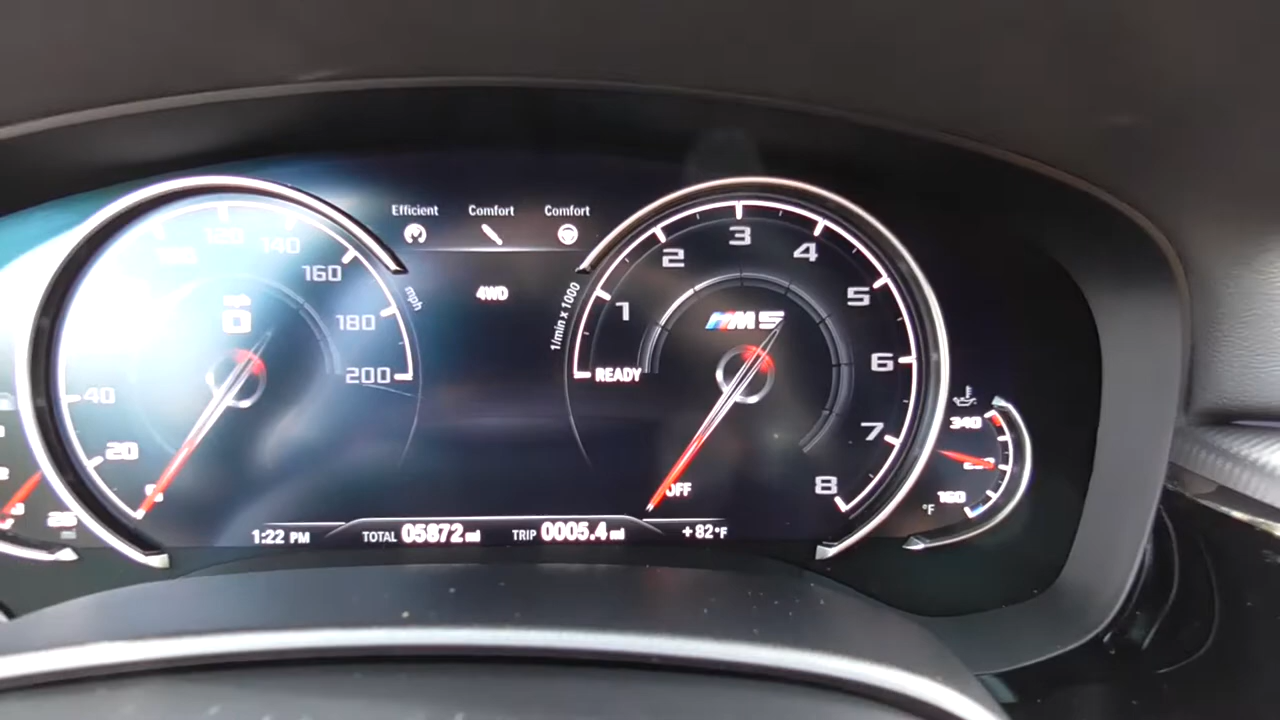 Efficient Comfort Comfort
4WD
120
140
160
180
200
mph
40
20
0
1/min x 1000
READY
1
2
3
4
5
6
7
8
M5
OFF
340
160
°F
1:22 PM TOTAL 05872 mi TRIP 0005.4 mi +82°F